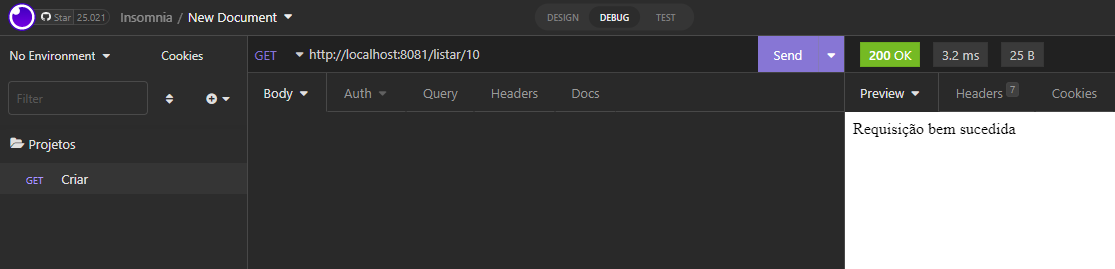 Star 25.021 Insomnia / New Document DESIGN DEBUG TEST
No Environment Cookies GET http://localhost:8081/listar/10 Send 200 OK 3.2 ms 25 B
Filter Body Auth Query Headers Docs Preview Headers 7 Cookies
Requisição bem sucedida
Projetos
GET Criar